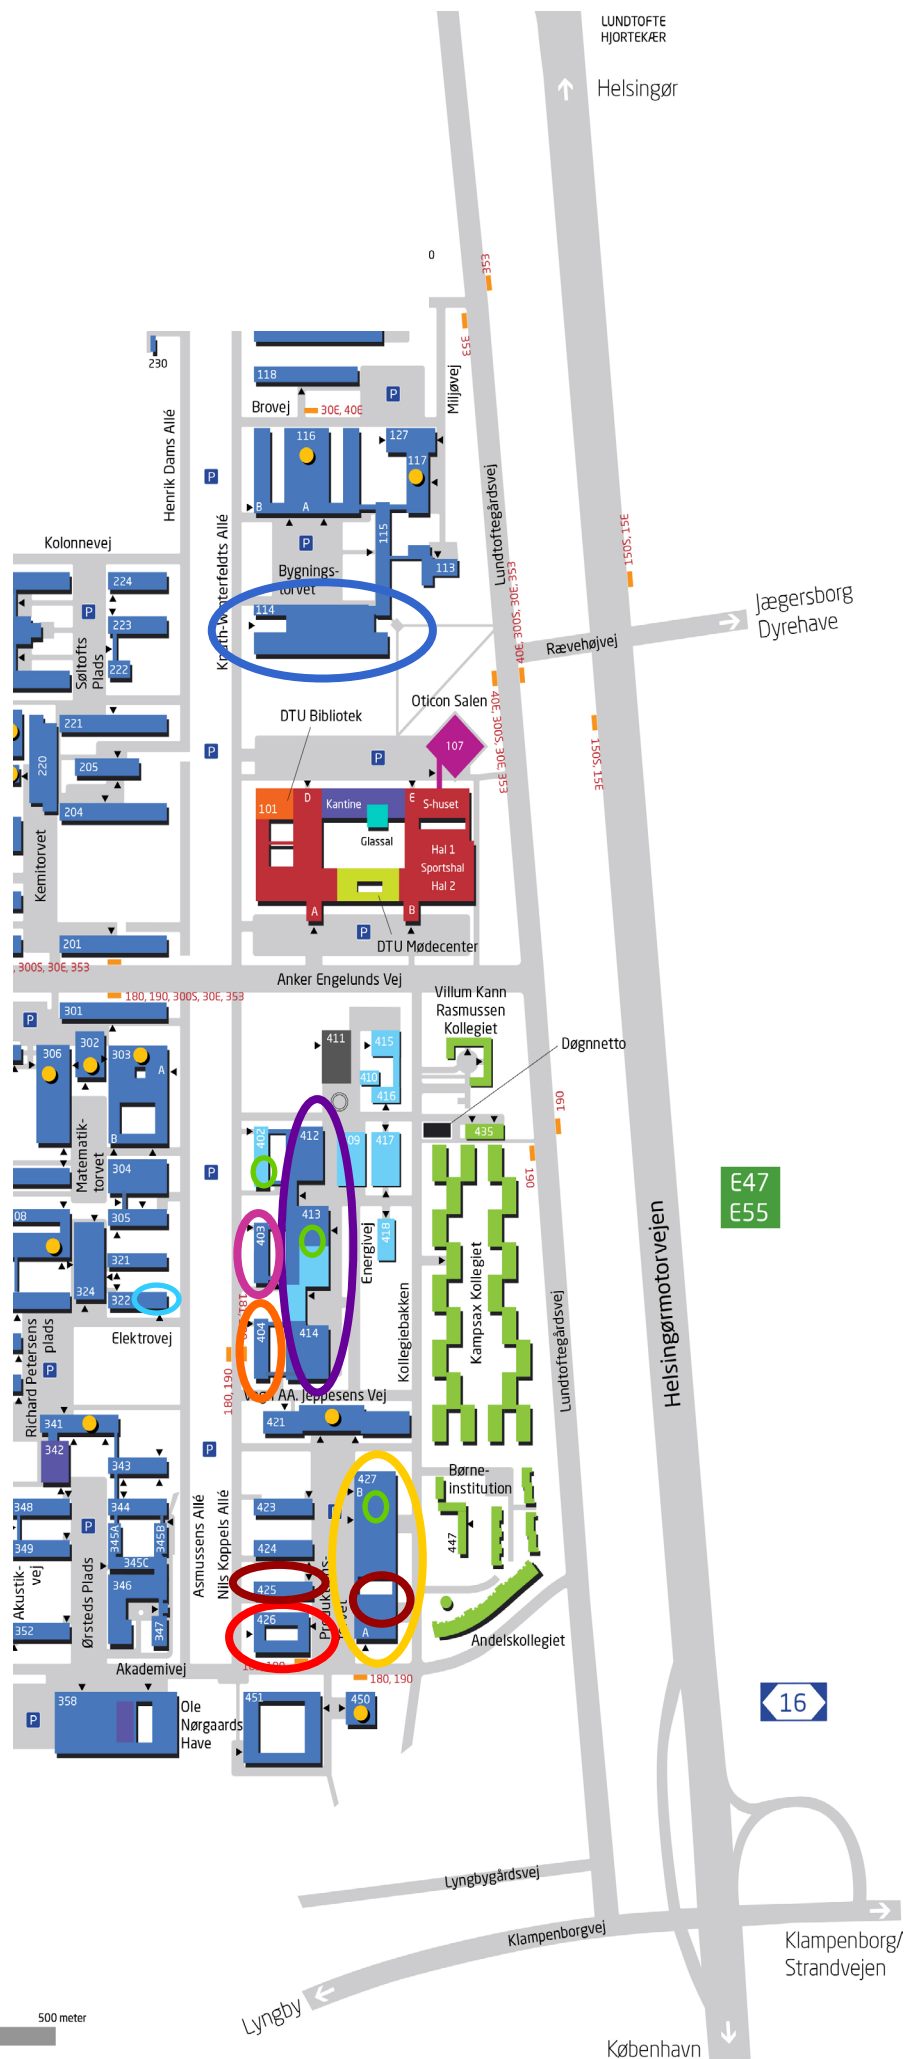 LUNDTOFTE
HJORTEKÆR
Helsingør
0
353
353
230
118
P
Miljøvej
Brovej
30E, 40E
Henrik Dams Allé
116
127
117
P
B
A
Lundtoftegårdsvej
150S, 15E
115
P
Kolonnevej
Bygnings-
torvet
113
224
P
223
222
Søltofts
Plads
Knuth-Winterfeldts Allé
114
40E, 300S, 30E, 353
Jægersborg
Dyrehave
Rævehøjvej
40E, 300S, 30E, 353
150S, 15E
Oticon Salen
DTU Bibliotek
221
107
P
P
220
205
204
101
D
Kantine
E
S-huset
Glassal
Hal 1
Sportshal
Hal 2
Kemitorvet
A
B
P
DTU Mødecenter
201
, 300S, 30E, 353
Anker Engelunds Vej
180, 190, 300S, 30E, 353
301
P
Villum Kann
Rasmussen
Kollegiet
306
302
303
A
411
415
410
416
Døgnnetto
190
B
Matematik-
torvet
402
412
09
417
435
190
304
P
E47
E55
08
305
403
413
418
Energivej
321
324
322
Kampsax Kollegiet
Helsingørmotorvejen
Elektrovej
404
414
Kollegiebakken
Lundtoftegårdsvej
Richard Petersens
plads
P
180, 190
AA. Jeppesens Vej
341
421
342
P
343
427
B
Børne-
institution
447
348
344
345A
345B
P
423
349
424
Akustik-
vej
345C
Asmussens Allé
Nils Koppels Allé
425
346
Ørsteds Plads
347
352
426
A
Andelskollegiet
Akademivej
180, 190
358
Ole
Nørgaards
Have
451
450
P
16
Lyngbygårdsvej
Klampenborgvej
Klampenborg/
Strandvejen
Lyngby
500 meter
København